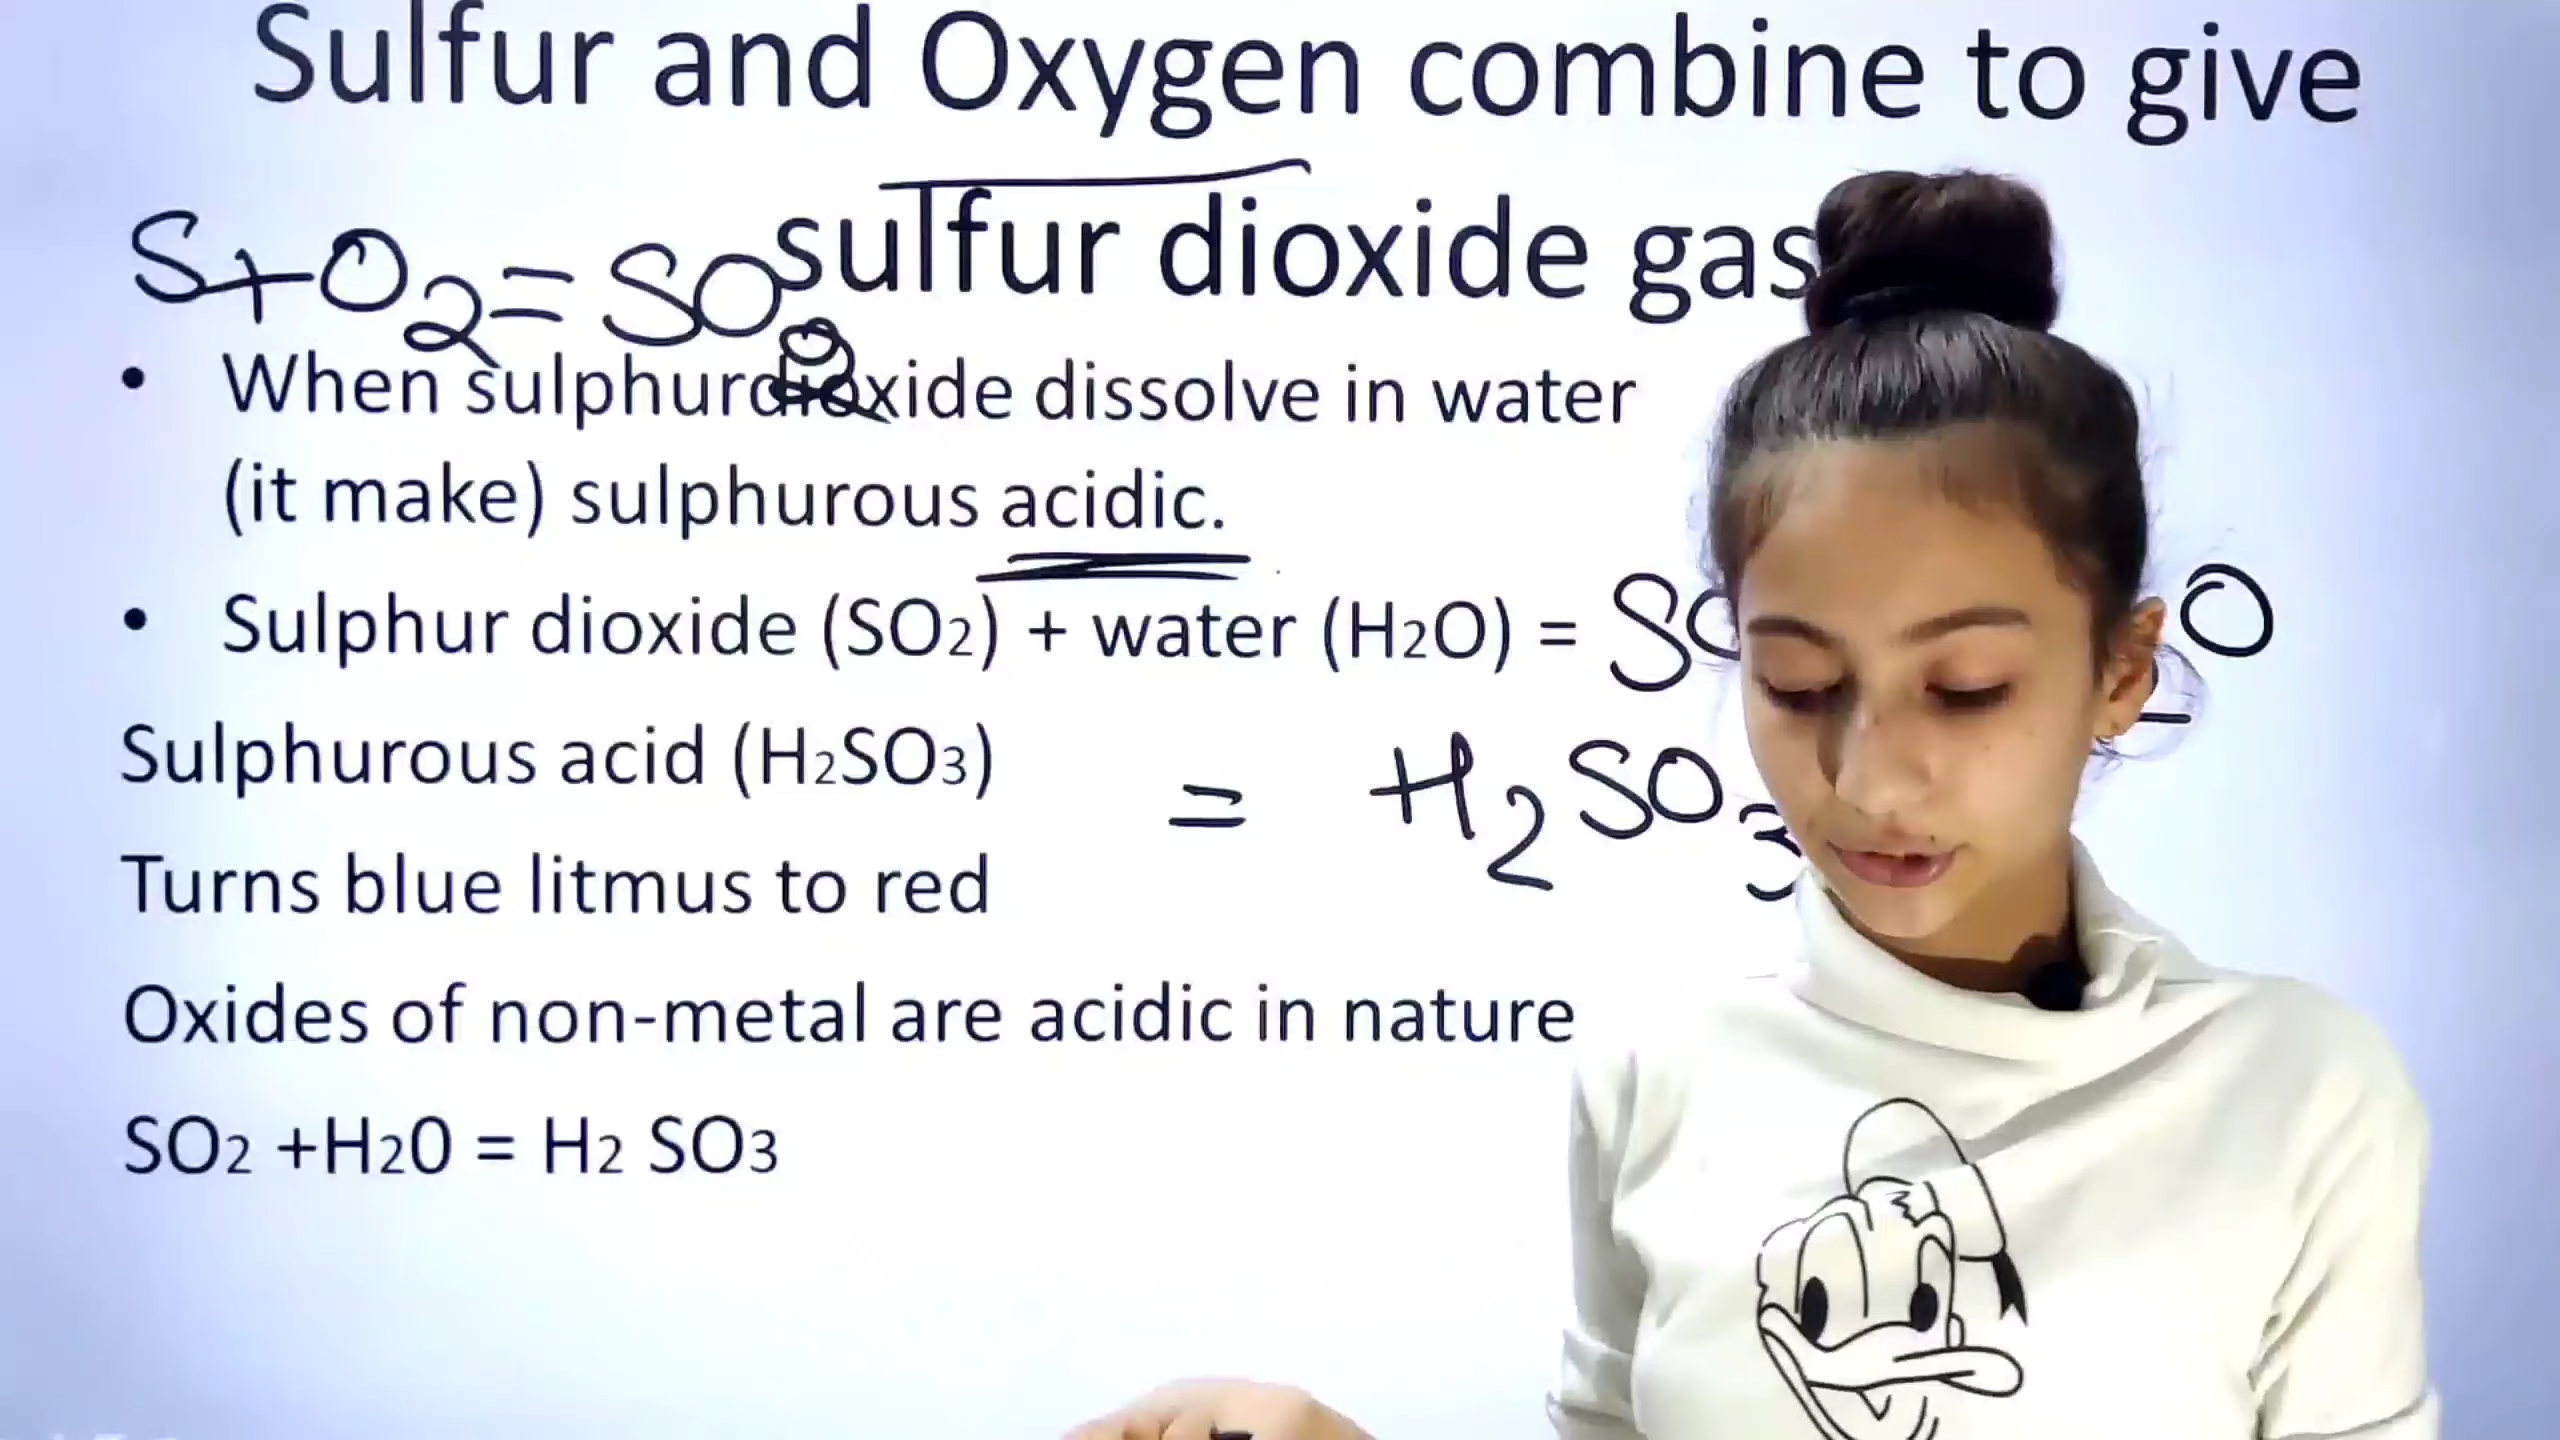 Sulfur and Oxygen combine to give
sulfur dioxide gas
S+O2=SO2
• When sulphurdioxide dissolve in water
(it make) sulphurous acidic.
• Sulphur dioxide (SO2) + water (H2O) =
Sulphurous acid (H2SO3)
= H2SO3
Turns blue litmus to red
Oxides of non-metal are acidic in nature
SO2 +H20 = H2 SO3